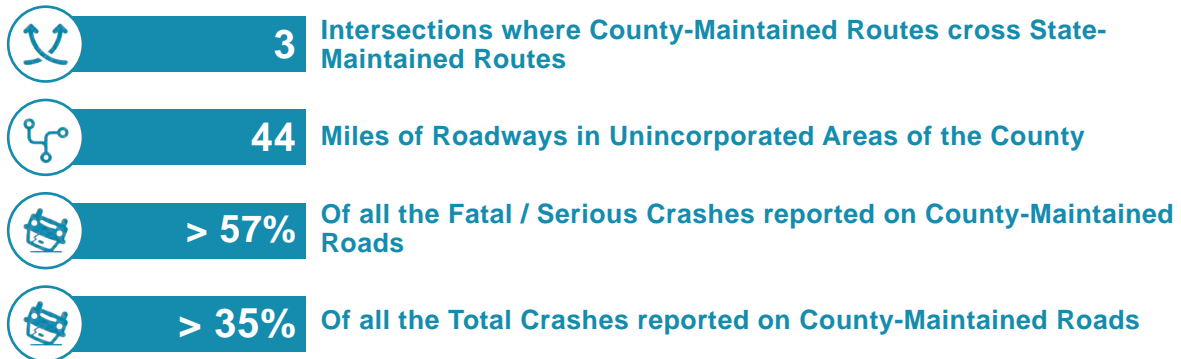 3
Intersections where County-Maintained Routes cross State-
Maintained Routes
44
Miles of Roadways in Unincorporated Areas of the County
> 57%
Of all the Fatal / Serious Crashes reported on County-Maintained
Roads
> 35%
Of all the Total Crashes reported on County-Maintained Roads